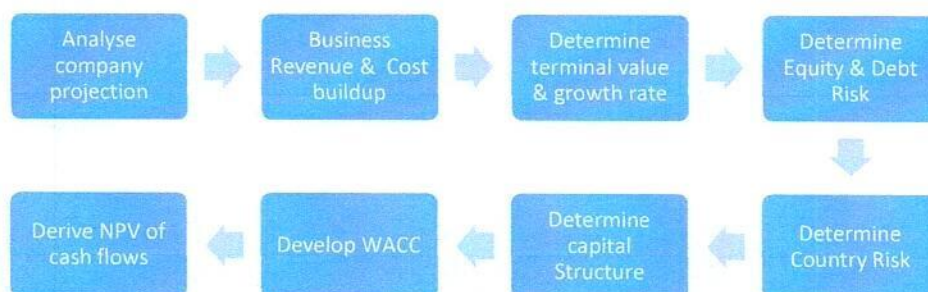 Analyse
company
projection
Business
Revenue & Cost
buildup
Determine
terminal value
& growth rate
Determine
Equity & Debt
Risk
Determine
Country Risk
Determine
capital
Structure
Develop WACC
Derive NPV of
cash flows